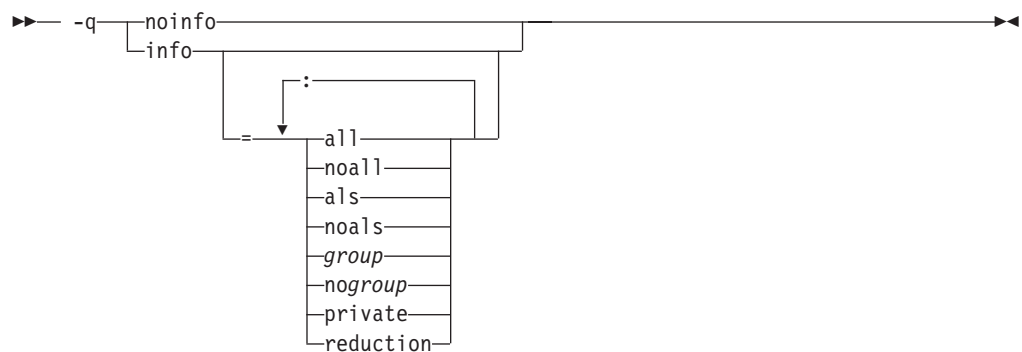 -q noinfo
info
:
= all
noall
als
noals
group
nogroup
private
reduction